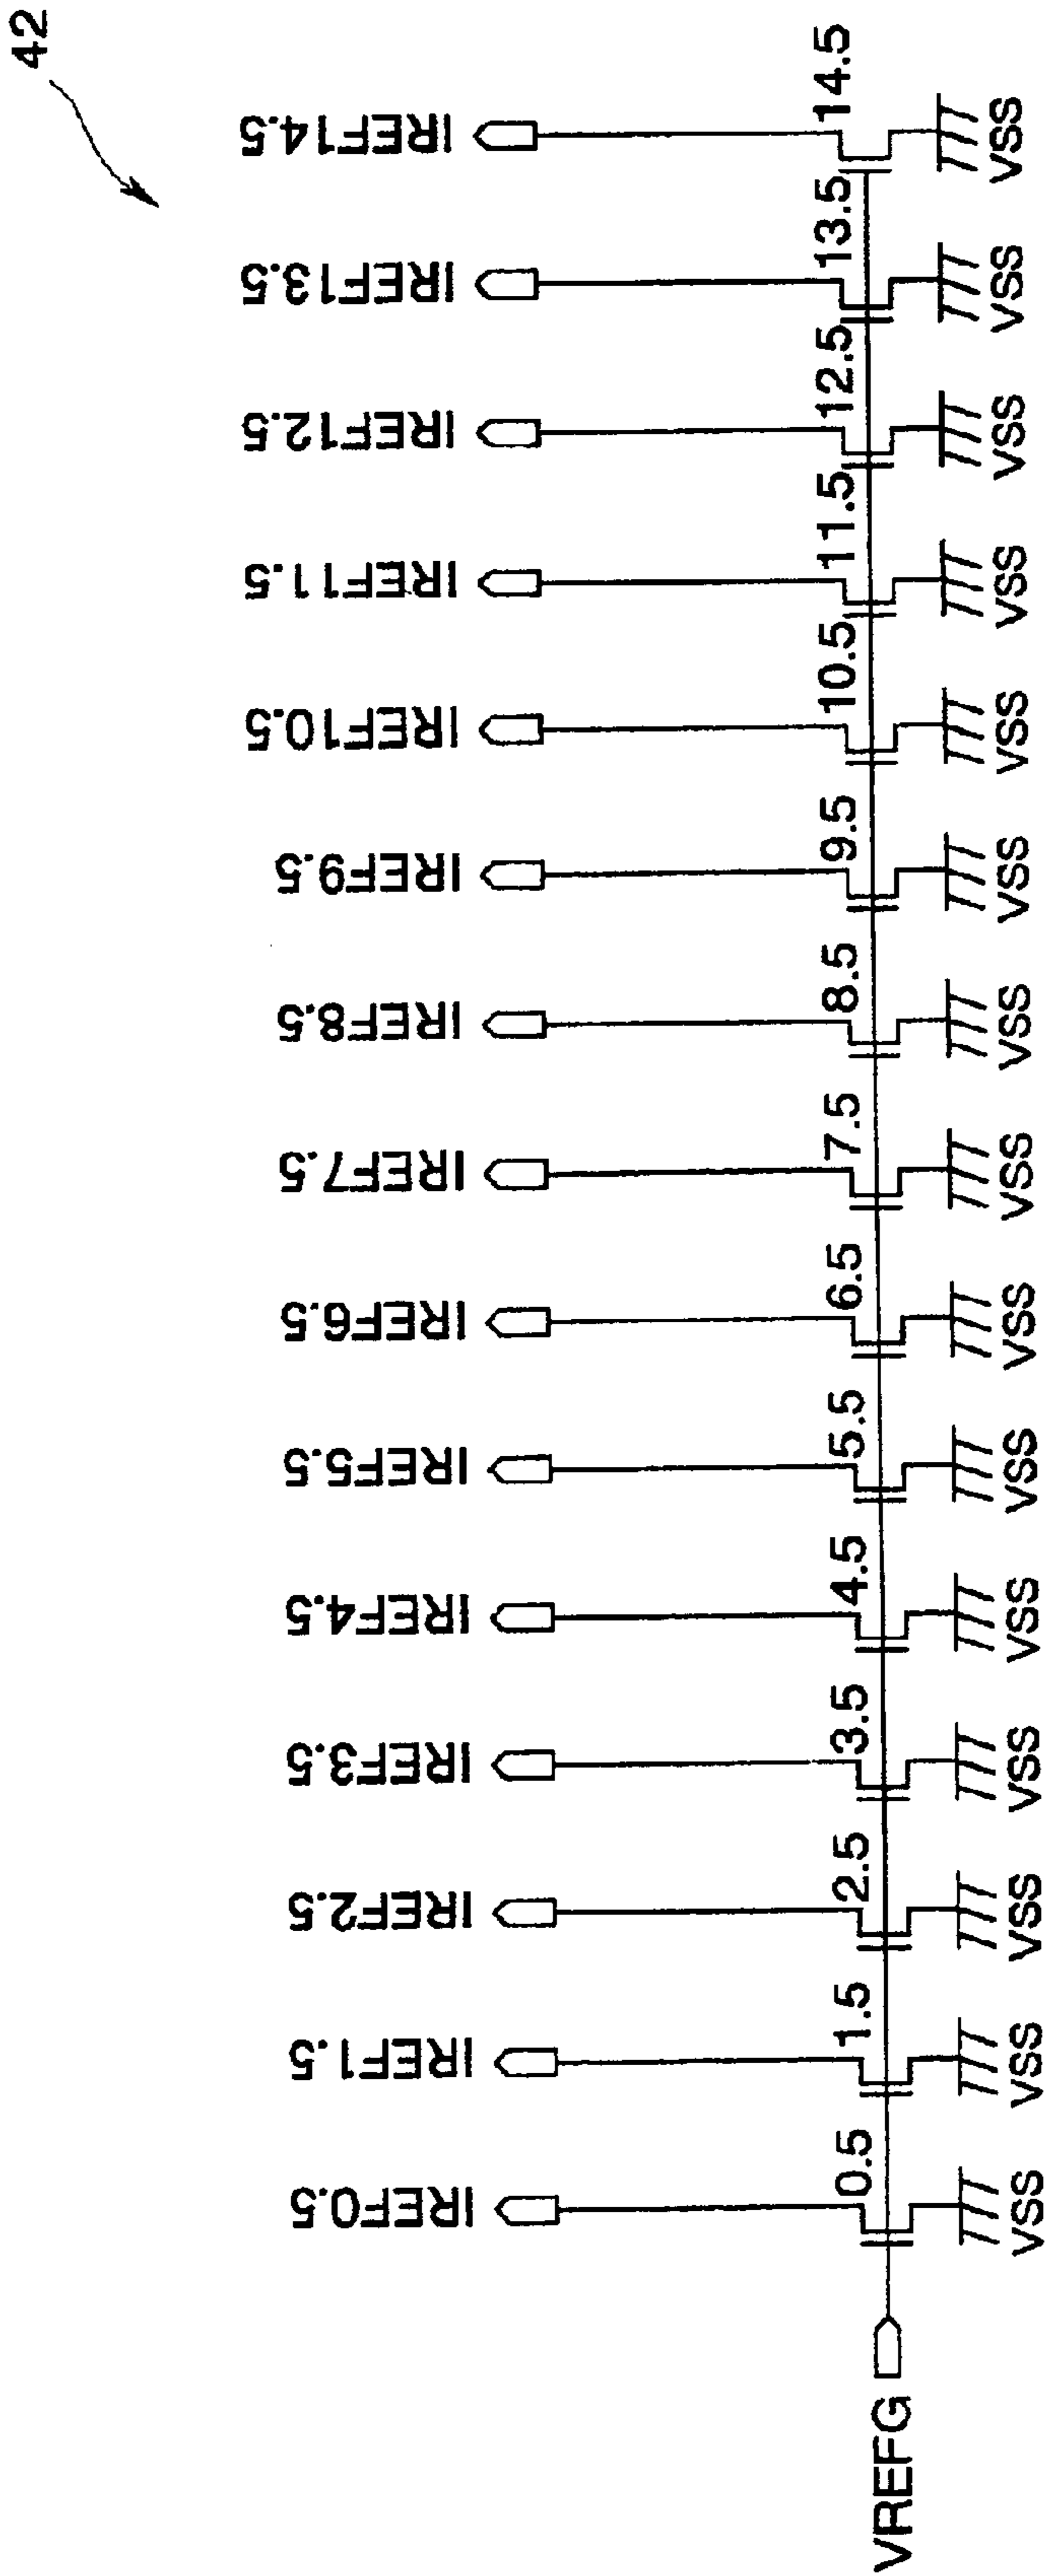 42
IREF14.5
14.5
VSS
IREF13.5
13.5
VSS
IREF12.5
12.5
VSS
IREF11.5
11.5
VSS
IREF10.5
10.5
VSS
IREF9.5
9.5
VSS
IREF8.5
8.5
VSS
IREF7.5
7.5
VSS
IREF6.5
6.5
VSS
IREF5.5
5.5
VSS
IREF4.5
4.5
VSS
IREF3.5
3.5
VSS
IREF2.5
2.5
VSS
IREF1.5
1.5
VSS
IREF0.5
0.5
VSS
VREFG